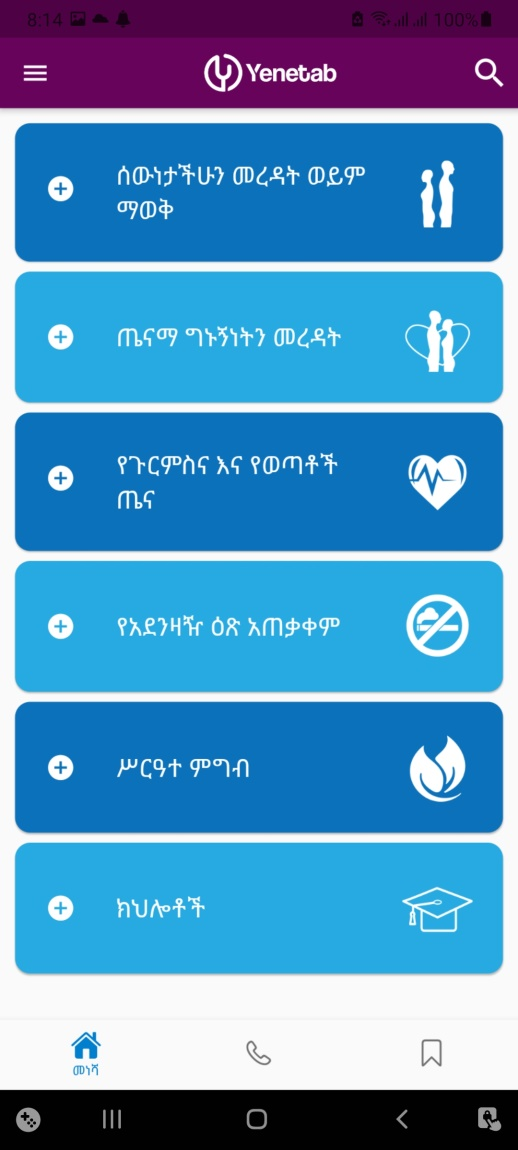 8:14
100%
Yenetab
ሰውነታችሁን መረዳት ወይም
ማወቅ
ጤናማ ግኑኝነትን መረዳት
የጉርምስና እና የወጣቶች
ጤና
የአደንዛዥ ዕጽ አጠቃቀም
ሥርዓተ ምግብ
ክህሎቶች
መነሻ